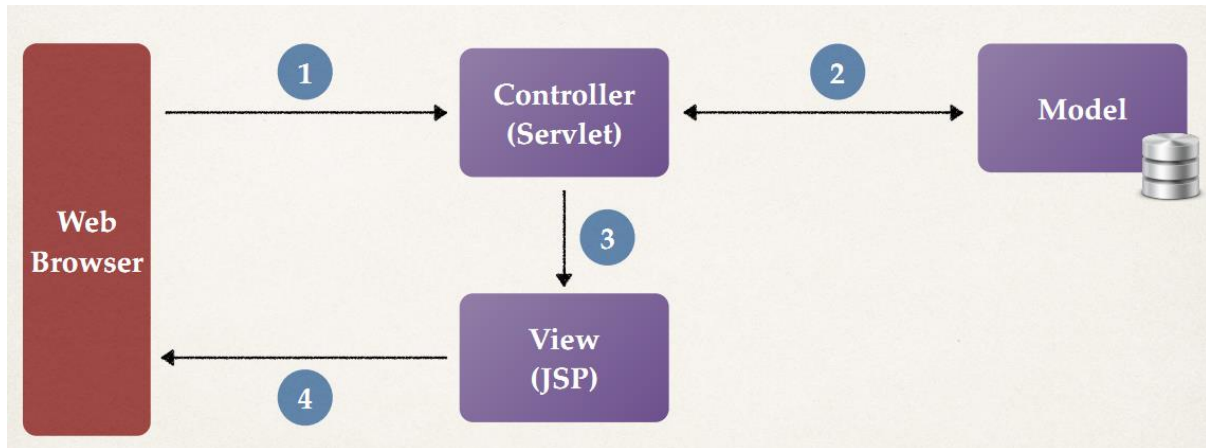 1
2
Controller
(Servlet)
Model
Web
Browser
3
View
(JSP)
4